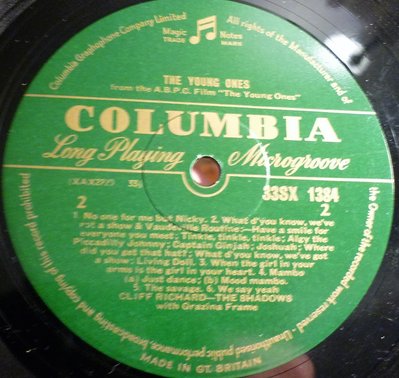 Columbia Graphophone Company Limited
All rights of the Manufacturer and of
the Owner of the recorded work reserved
Unauthorised public performance broadcasting and copying of this record prohibited
Magic Notes
TRADE MARK
THE YOUNG ONES
from the A.B.P.C. Film "The Young Ones"
COLUMBIA
Long Playing Microgroove
33SX 1384
2 2
1. No one for me but Nicky. 2. What d'you know, we've
got a show & Vaudeville Routine:—Have a smile for
everyone you meet; Tinkle, tinkle, tinkle; Algy the
Piccadilly Johnny; Captain Ginjah; Joshuah; Where
did you get that hat?; What d'you know, we've got
a show; Living Doll. 3. When the girl in your
arms is the girl in your heart. 4. Mambo
(a) Just dance; (b) Mood mambo.
5. The savage. 6. We say yeah
CLIFF RICHARD—THE SHADOWS
with Grazina Frame
MADE IN GT. BRITAIN